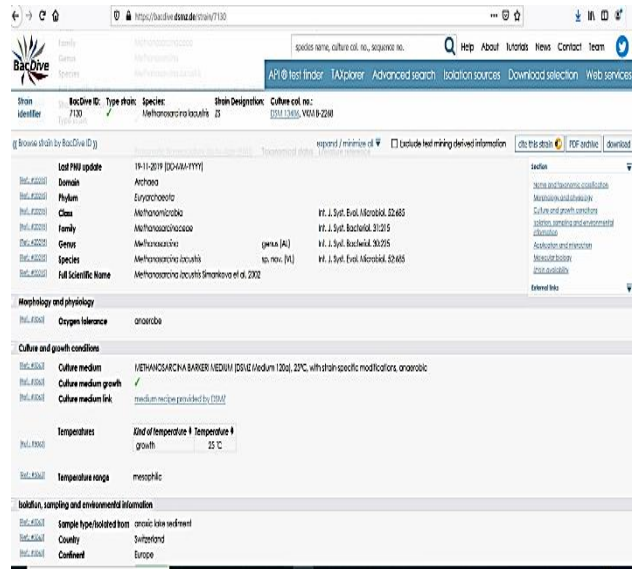 https://bacdive.dsmz.de/strain/7130
BacDive
species name, culture col. no., sequence no.
Help About Tutorials News Contact Team
API ® test finder TAXplorer Advanced search Isolation sources Download selection Web services
Strain identifier
BacDive ID: Type strain: Species: Strain Designation: Culture col. no.:
7130 ✓ Methanosarcina lacustris ZS DSM 13486, VKM B-2268
(( Browse strain by BacDive ID ))
expand / minimize all
Exclude text mining derived information
cite this strain PDF archive download
Last PNU update 19-11-2019 (DD-MM-YYYY)
Domain Archaea
Phylum Euryarchaeota
Class Methanomicrobia Int. J. Syst. Evol. Microbiol. 52:685
Family Methanosarcinaceae Int. J. Syst. Bacteriol. 31:215
Genus Methanosarcina genus (AL) Int. J. Syst. Bacteriol. 30:225
Species Methanosarcina lacustris sp. nov. (VL) Int. J. Syst. Evol. Microbiol. 52:685
Full Scientific Name Methanosarcina lacustris Simankova et al. 2002
Section
Name and taxonomic classification
Morphology and physiology
Culture and growth conditions
Isolation, sampling and environmental information
Application and interaction
Molecular biology
Strain availability
External links
Morphology and physiology
Oxygen tolerance anaerobe
Culture and growth conditions
Culture medium METHANOSARCINA BARKERI MEDIUM (DSMZ Medium 120a), 25°C, with strain-specific modifications, anaerobic
Culture medium growth ✓
Culture medium link medium recipe provided by DSMZ
Temperatures Kind of temperature Temperature
growth 25 °C
Temperature range mesophilic
Isolation, sampling and environmental information
Sample type/isolated from anoxic lake sediment
Country Switzerland
Continent Europe